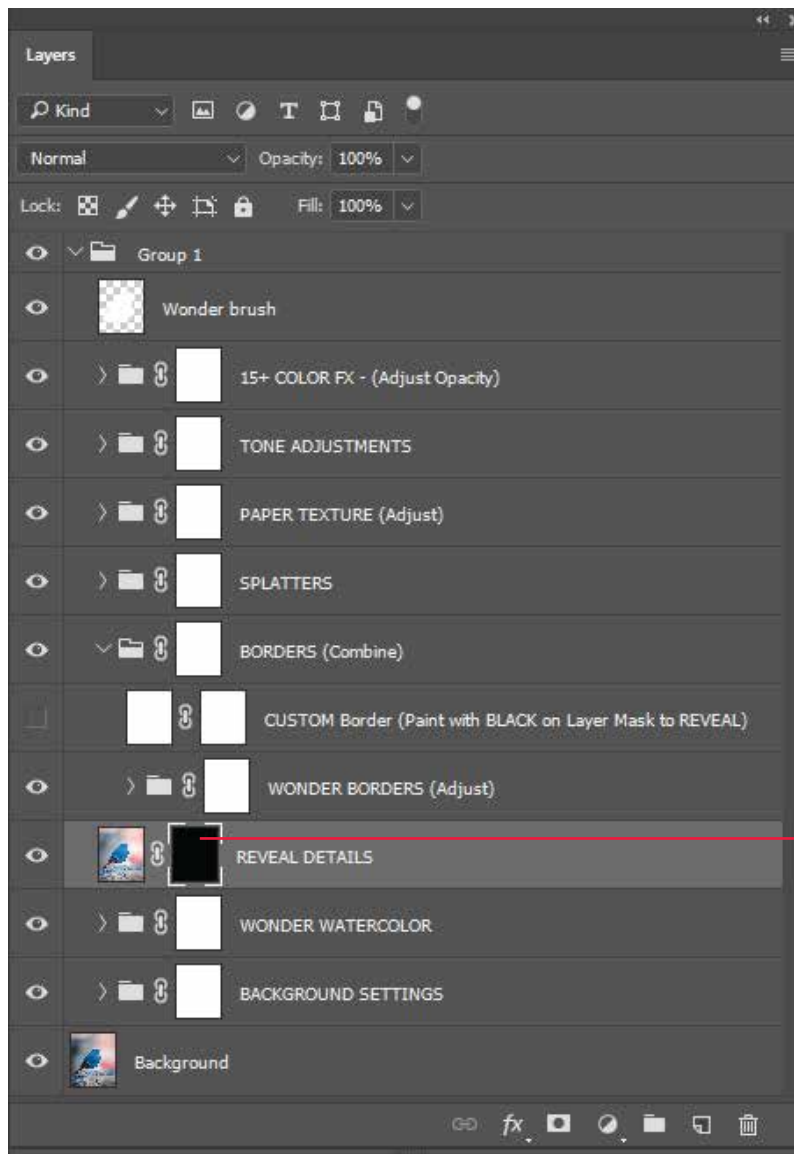 Layers
Kind
Normal Opacity: 100%
Lock: Fill: 100%
Group 1
Wonder brush
15+ COLOR FX - (Adjust Opacity)
TONE ADJUSTMENTS
PAPER TEXTURE (Adjust)
SPLATTERS
BORDERS (Combine)
CUSTOM Border (Paint with BLACK on Layer Mask to REVEAL)
WONDER BORDERS (Adjust)
REVEAL DETAILS
WONDER WATERCOLOR
BACKGROUND SETTINGS
Background
fx